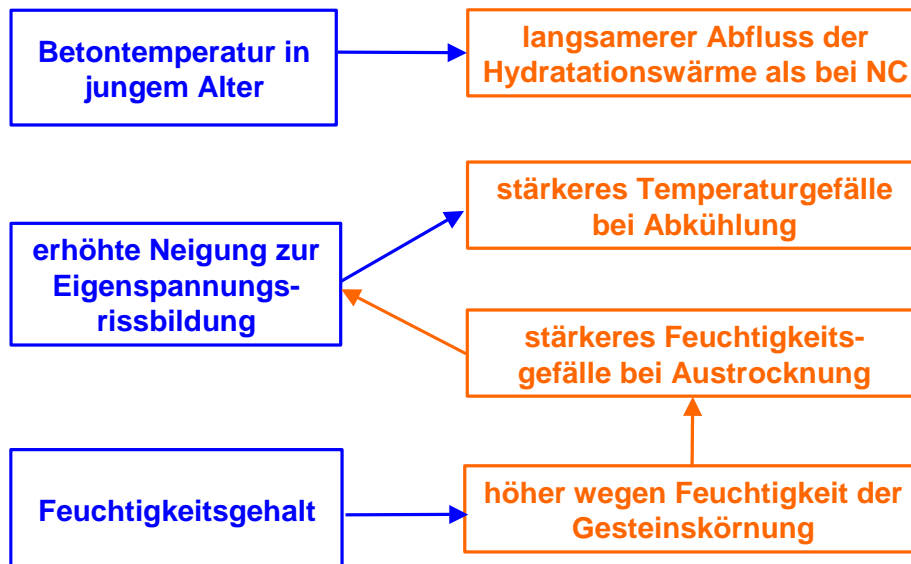 Betontemperatur in
jungem Alter
langsamerer Abfluss der
Hydratationswärme als bei NC
stärkeres Temperaturgefälle
bei Abkühlung
erhöhte Neigung zur
Eigenspannungs-
rissbildung
stärkeres Feuchtigkeits-
gefälle bei Austrocknung
Feuchtigkeitsgehalt
höher wegen Feuchtigkeit der
Gesteinskörnung